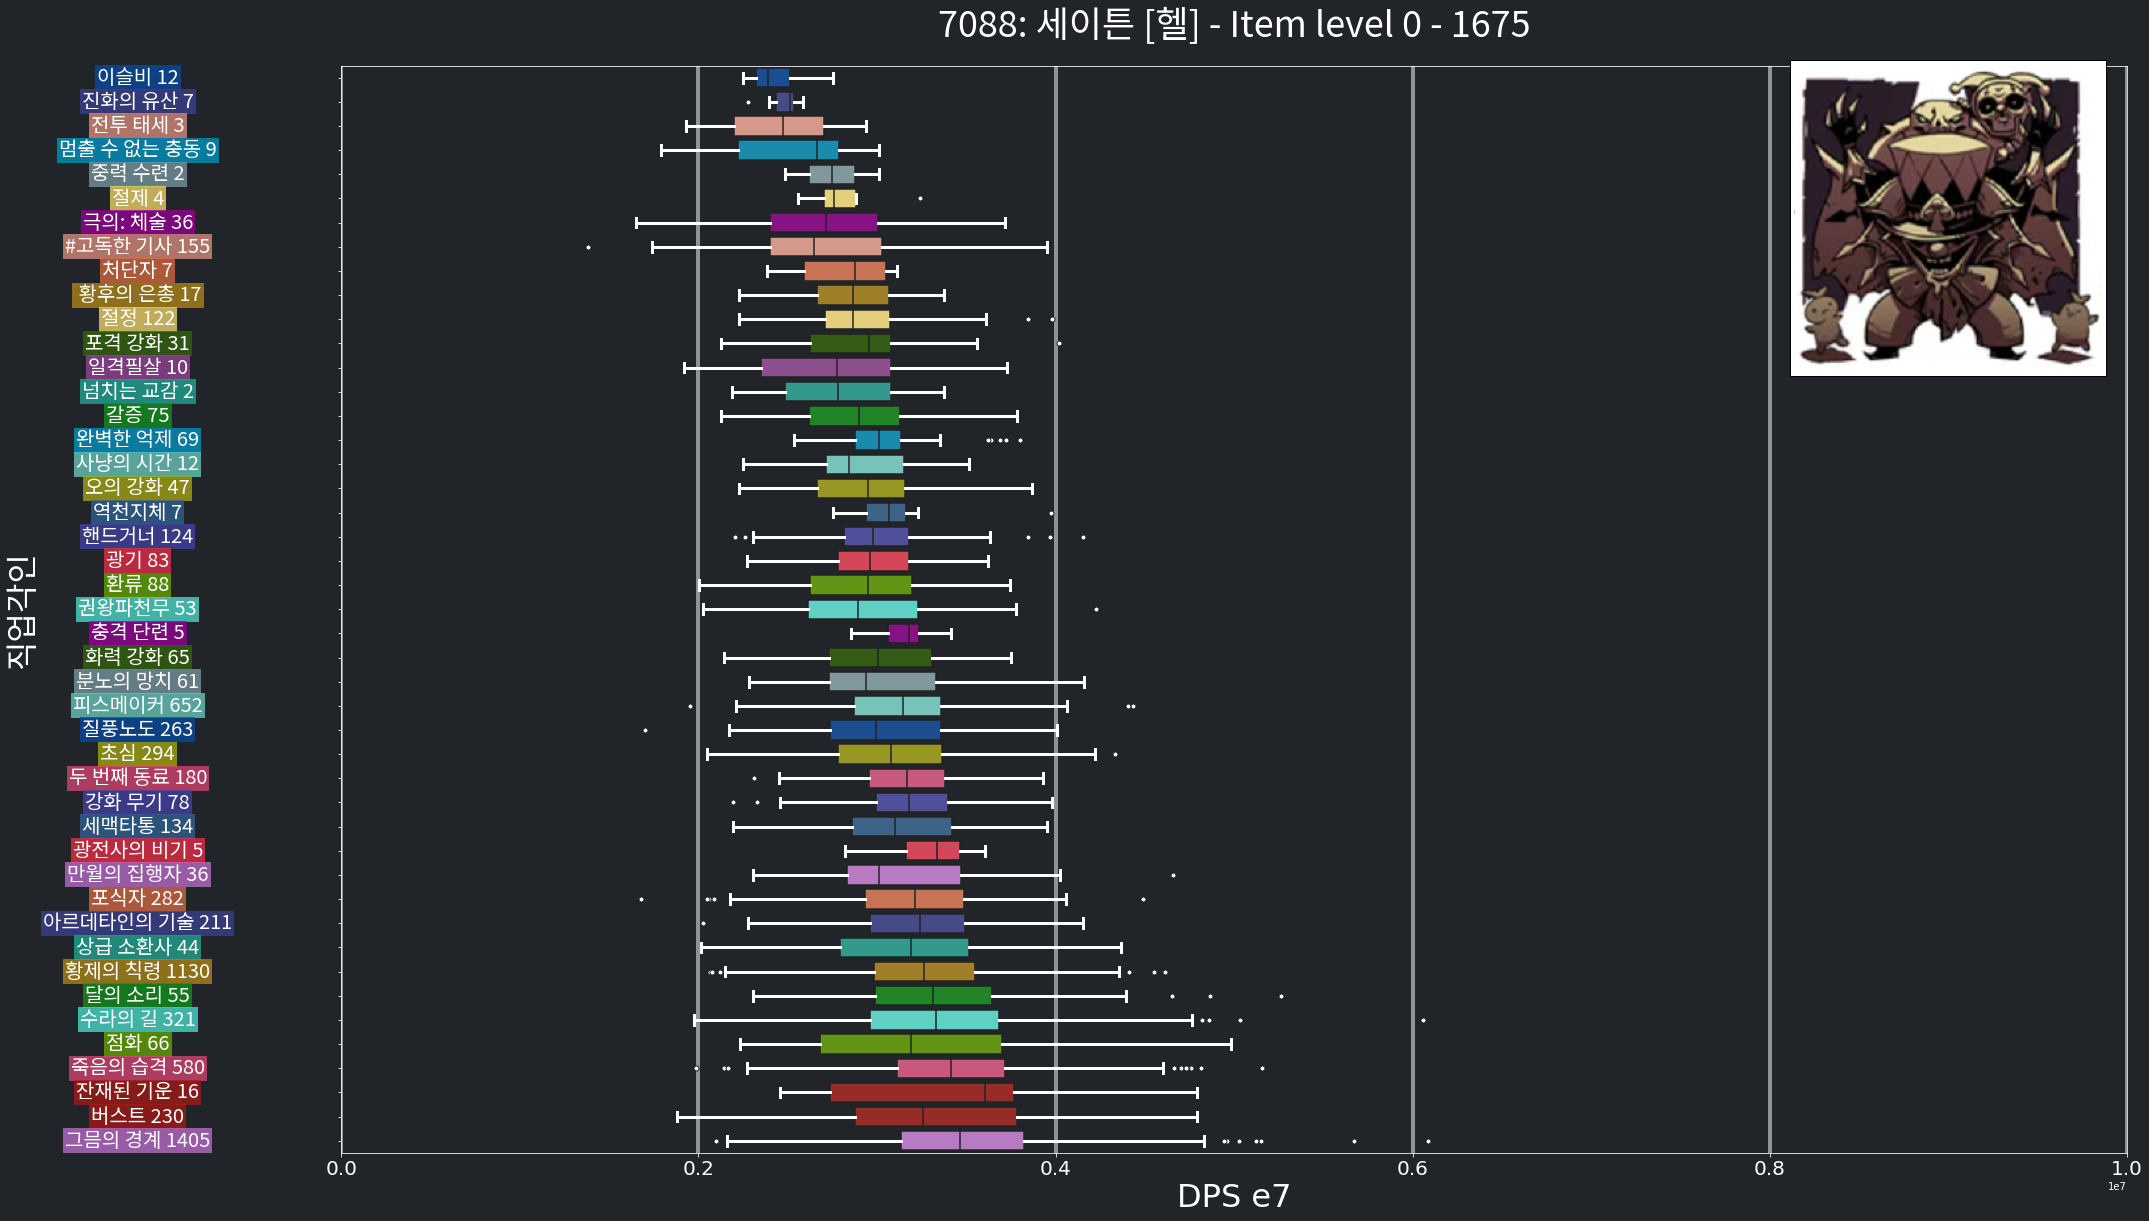 7088: 세이튼 [헬] - Item level 0 - 1675
이슬비 12
진화의 유산 7
전투 태세 3
멈출 수 없는 충동 9
중력 수련 2
절제 4
극의: 체술 36
#고독한 기사 155
처단자 7
황후의 은총 17
절정 122
포격 강화 31
일격필살 10
넘치는 교감 2
갈증 75
완벽한 억제 69
사냥의 시간 12
오의 강화 47
역천지체 7
핸드거너 124
광기 83
환류 88
권왕파천무 53
충격 단련 5
화력 강화 65
분노의 망치 61
피스메이커 652
질풍노도 263
초심 294
두 번째 동료 180
강화 무기 78
세맥타통 134
광전사의 비기 5
만월의 집행자 36
포식자 282
아르데타인의 기술 211
상급 소환사 44
황제의 칙령 1130
달의 소리 55
수라의 길 321
점화 66
죽음의 습격 580
잔재된 기운 16
버스트 230
그믐의 경계 1405
직업각인
0.0 0.2 0.4 0.6 0.8 1.0
1e7
DPS e7